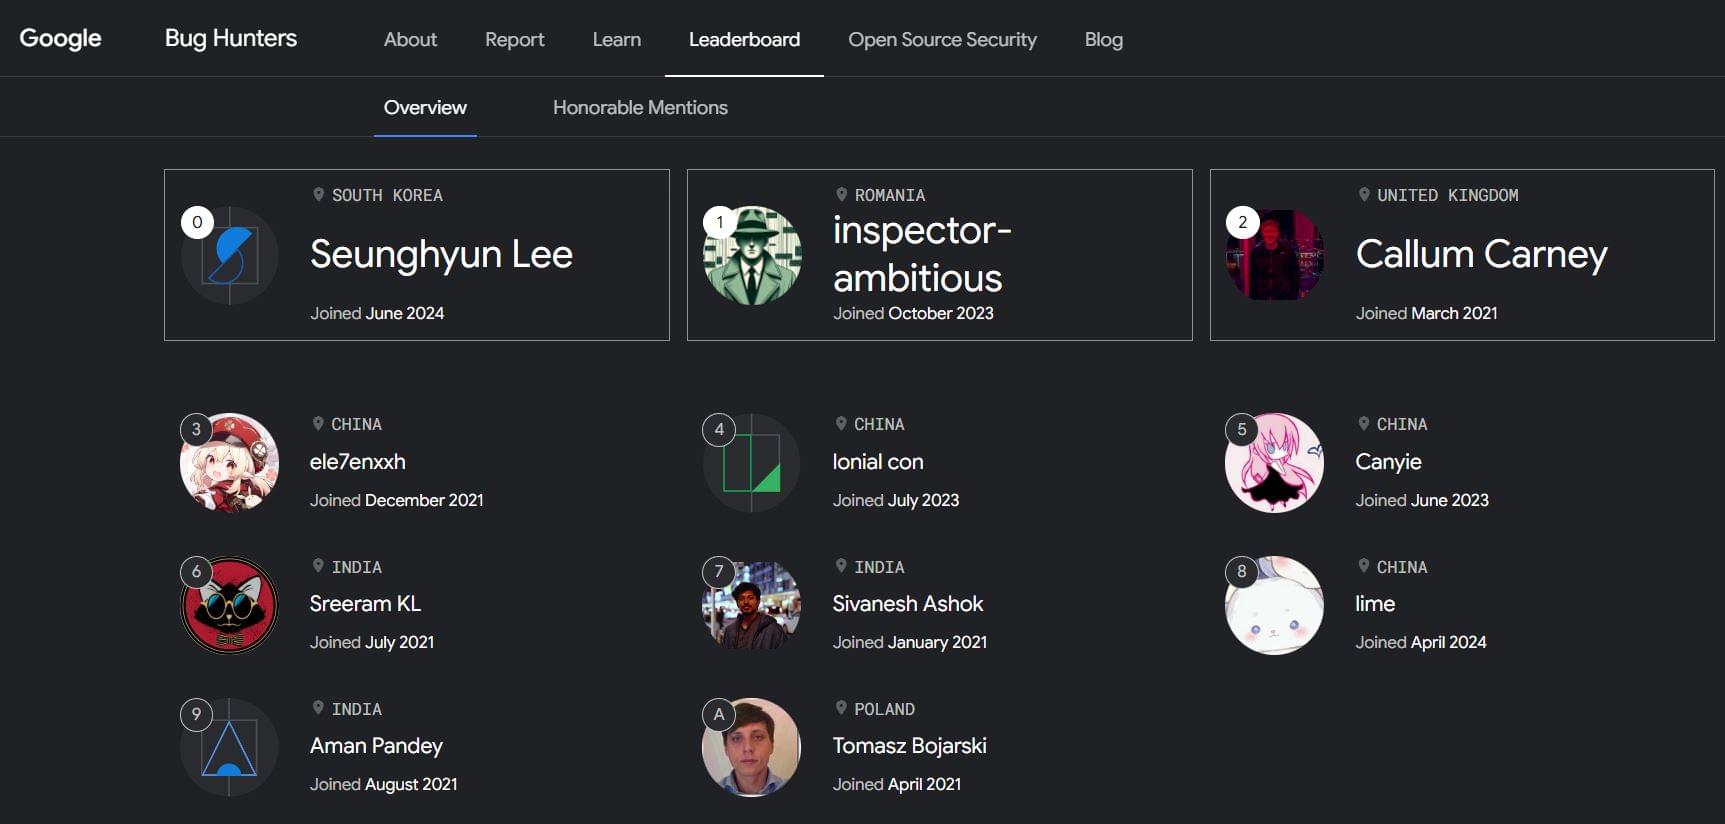 Google Bug Hunters About Report Learn Leaderboard Open Source Security Blog
Overview Honorable Mentions
0
SOUTH KOREA
Seunghyun Lee
Joined June 2024
1
ROMANIA
inspector-
ambitious
Joined October 2023
2
UNITED KINGDOM
Callum Carney
Joined March 2021
3
CHINA
ele7enxxh
Joined December 2021
4
CHINA
lonial con
Joined July 2023
5
CHINA
Canyie
Joined June 2023
6
INDIA
Sreeram KL
Joined July 2021
7
INDIA
Sivanesh Ashok
Joined January 2021
8
CHINA
lime
Joined April 2024
9
INDIA
Aman Pandey
Joined August 2021
A
POLAND
Tomasz Bojarski
Joined April 2021